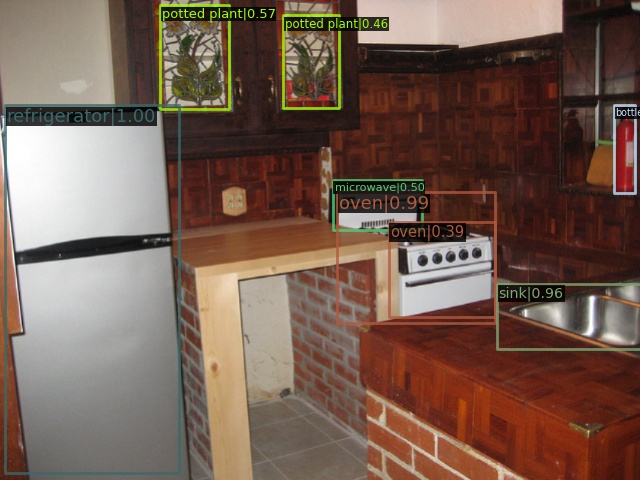 potted plant|0.57
potted plant|0.46
refrigerator|1.00
bottle
microwave|0.50
oven|0.99
oven|0.39
sink|0.96